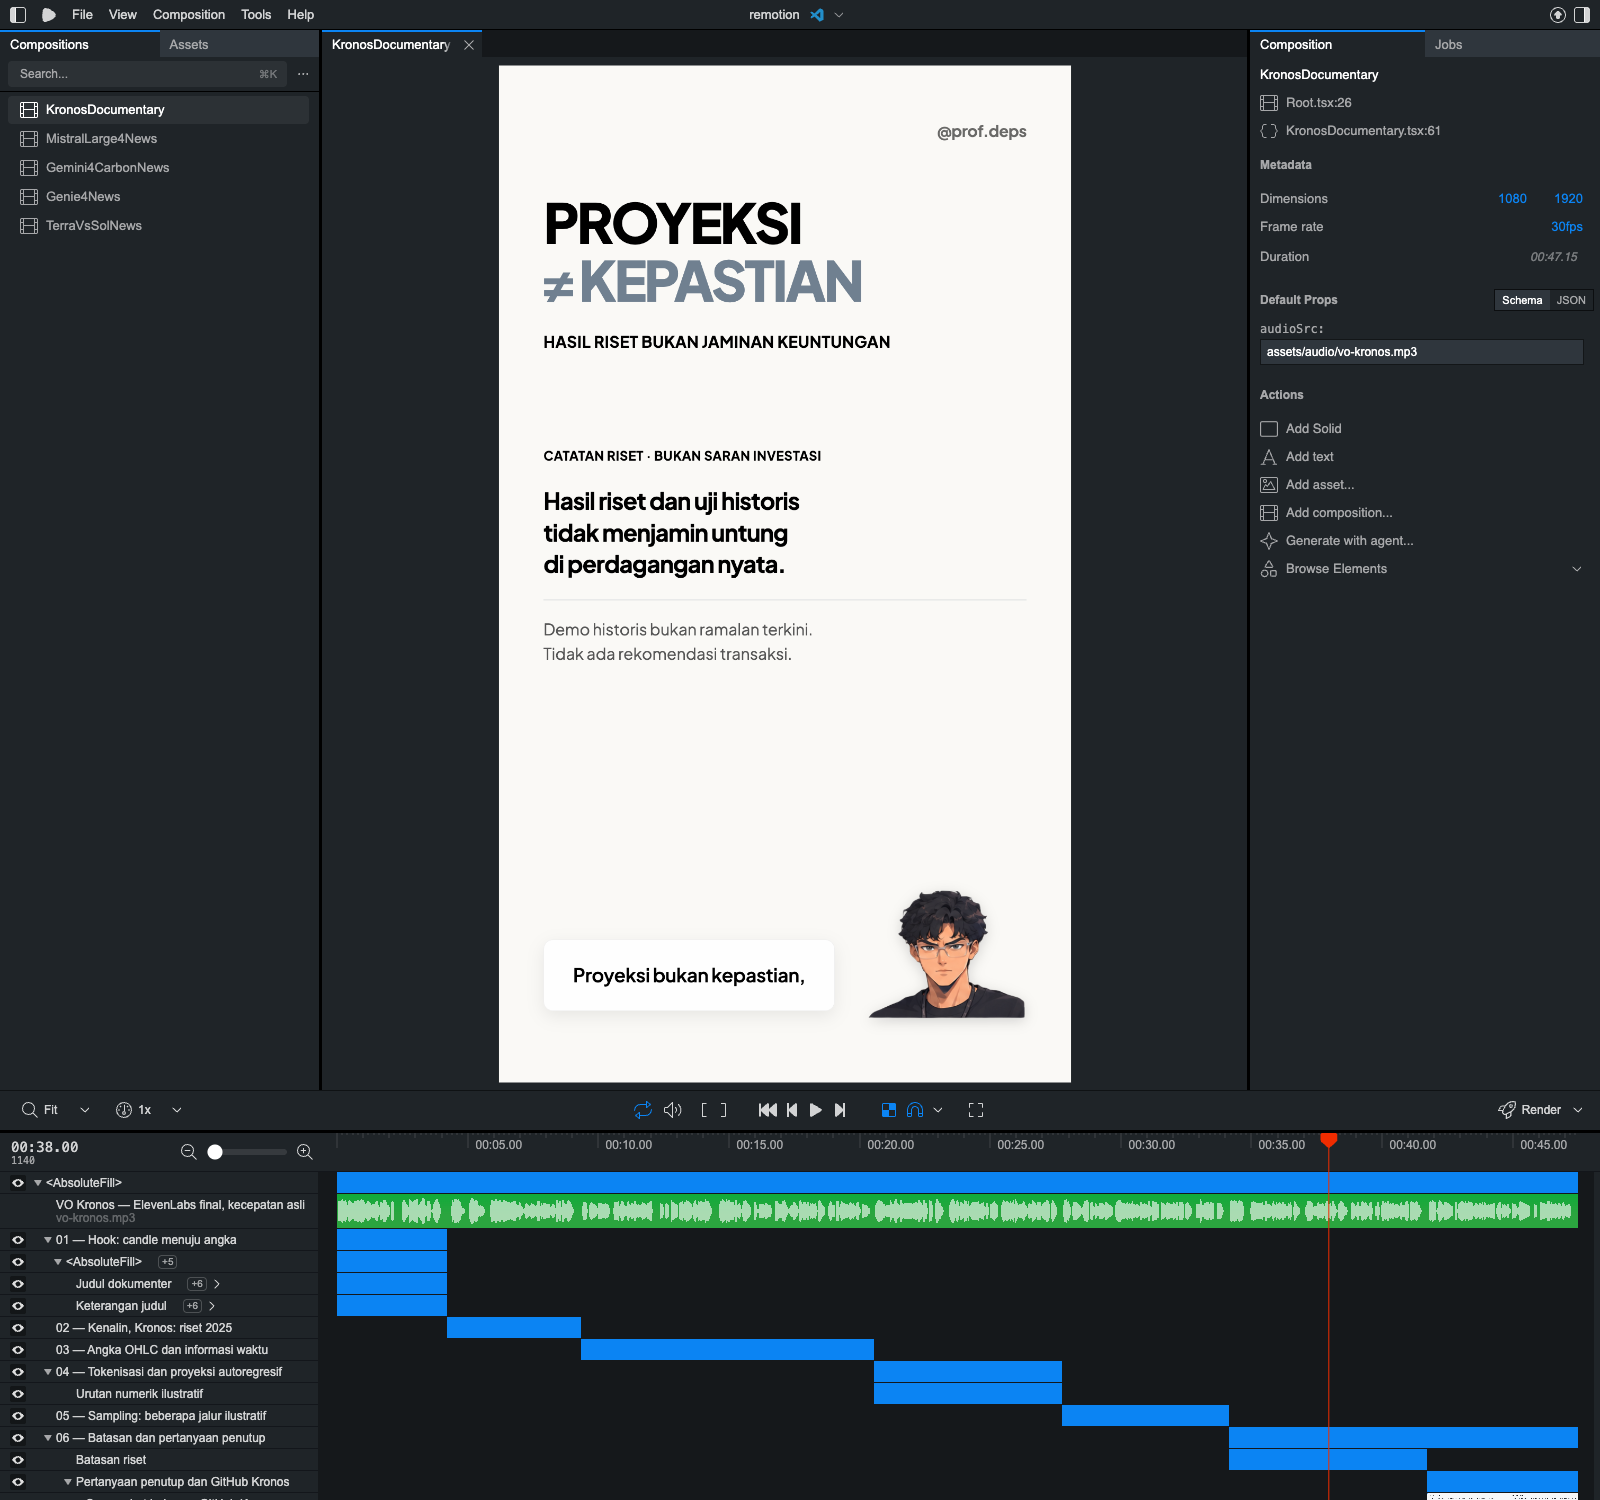 File View Composition Tools Help
remotion
Compositions Assets
Search... ⌘K ...
KronosDocumentary
MistralLarge4News
Gemini4CarbonNews
Genie4News
TerraVsSolNews
KronosDocumentary
@prof.deps
PROYEKSI
≠KEPASTIAN
HASIL RISET BUKAN JAMINAN KEUNTUNGAN
CATATAN RISET · BUKAN SARAN INVESTASI
Hasil riset dan uji historis
tidak menjamin untung
di perdagangan nyata.
Demo historis bukan ramalan terkini.
Tidak ada rekomendasi transaksi.
Proyeksi bukan kepastian,
Composition Jobs
KronosDocumentary
Root.tsx:26
KronosDocumentary.tsx:61
Metadata
Dimensions 1080 1920
Frame rate 30fps
Duration 00:47.15
Default Props Schema JSON
audioSrc:
assets/audio/vo-kronos.mp3
Actions
Add Solid
Add text
Add asset...
Add composition...
Generate with agent...
Browse Elements
Fit 1x [ ] Render
00:38.00
1140
00:05.00 00:10.00 00:15.00 00:20.00 00:25.00 00:30.00 00:35.00 00:40.00 00:45.00
<AbsoluteFill>
VO Kronos — ElevenLabs final, kecepatan asli
vo-kronos.mp3
01 — Hook: candle menuju angka
<AbsoluteFill> +5
Judul dokumenter +6
Keterangan judul +6
02 — Kenalin, Kronos: riset 2025
03 — Angka OHLC dan informasi waktu
04 — Tokenisasi dan proyeksi autoregresif
Urutan numerik ilustratif
05 — Sampling: beberapa jalur ilustratif
06 — Batasan dan pertanyaan penutup
Batasan riset
Pertanyaan penutup dan GitHub Kronos